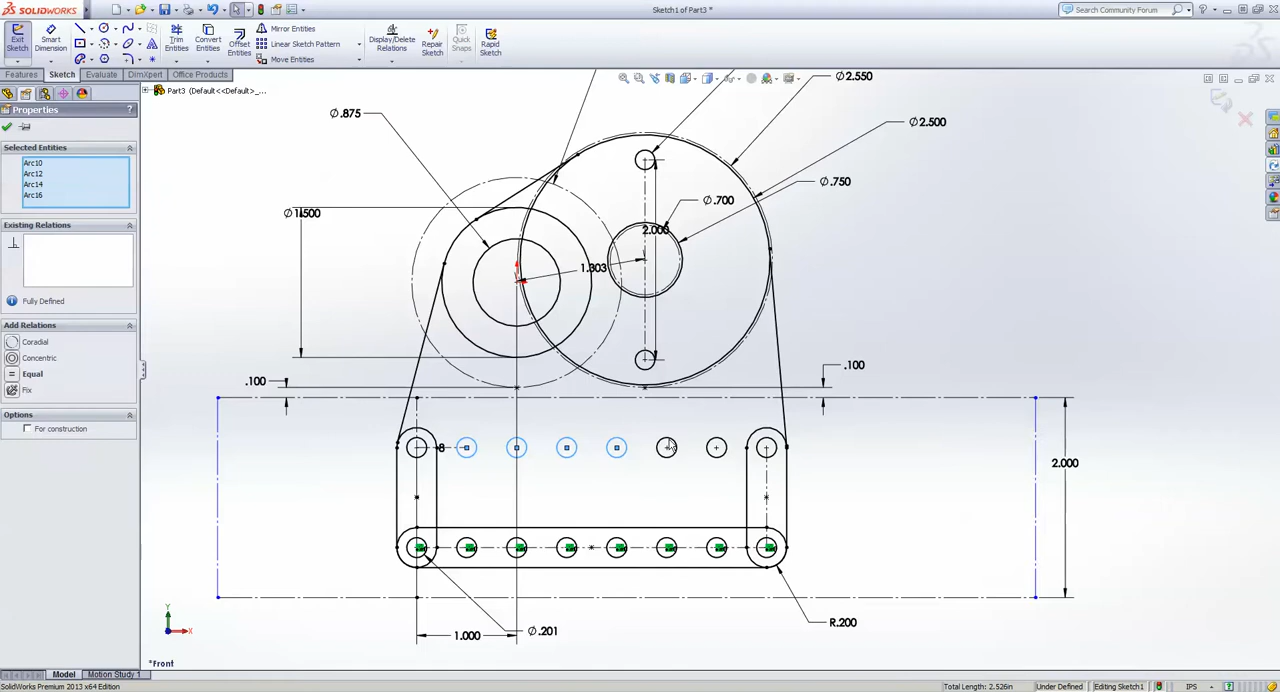 SOLIDWORKS
Sketch1 of Part3 *
Search Community Forum
Exit Sketch
Smart Dimension
Trim Entities
Convert Entities
Offset Entities
Mirror Entities
Linear Sketch Pattern
Move Entities
Display/Delete Relations
Repair Sketch
Quick Snaps
Rapid Sketch
Features
Sketch
Evaluate
DimXpert
Office Products
Properties
?
Part3 (Default<<Default>_...
Selected Entities
Arc10
Arc12
Arc14
Arc16
Existing Relations
Fully Defined
Add Relations
Coradial
Concentric
Equal
Fix
Options
For construction
Ø.875
Ø2.550
Ø2.500
Ø.750
Ø.700
Ø1.500
2.000
1.303
.100
.100
8
2.000
1.000
Ø.201
R.200
Y
X
*Front
Model
Motion Study 1
SolidWorks Premium 2013 x64 Edition
Total Length: 2.526in
Under Defined
Editing Sketch1
IPS